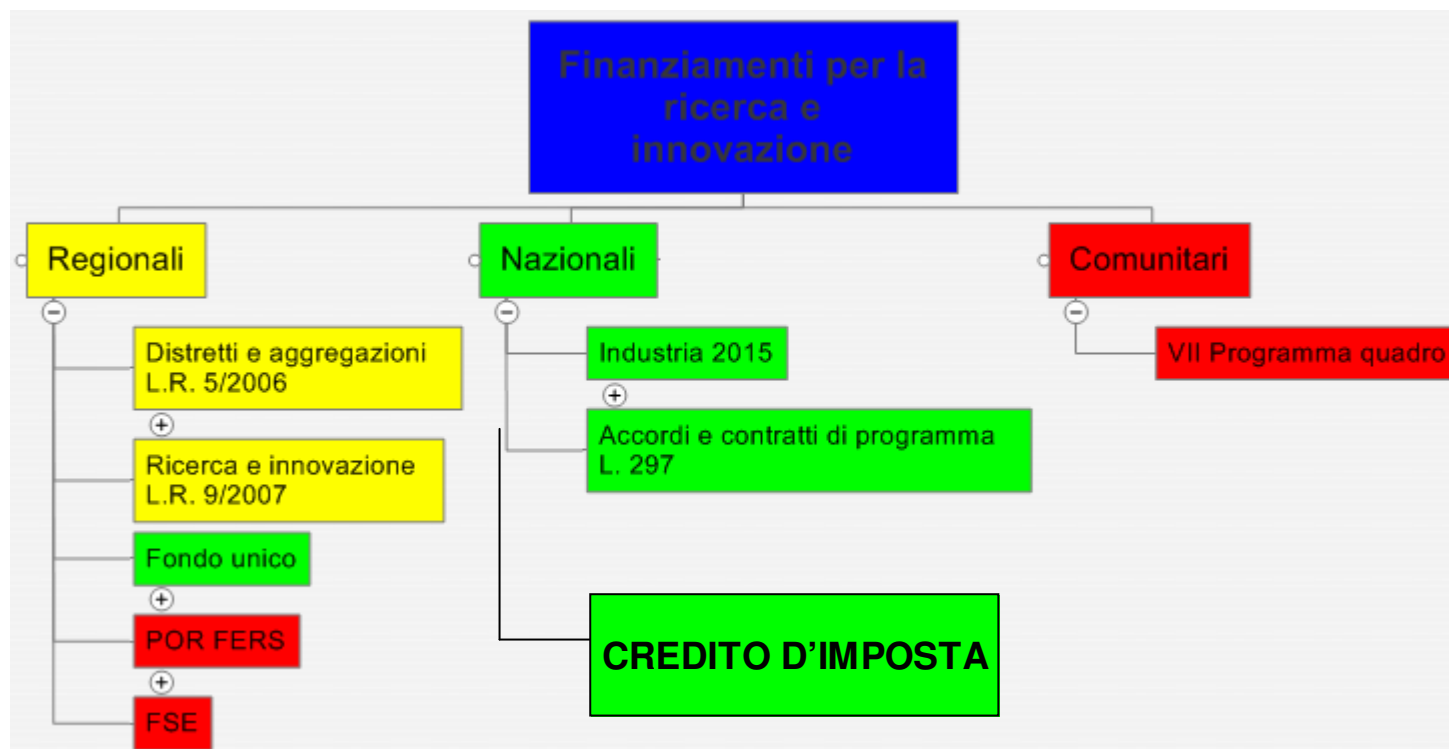 Finanziamenti per la
ricerca e
innovazione
Regionali
Nazionali
Comunitari
Distretti e aggregazioni
L.R. 5/2006
Ricerca e innovazione
L.R. 9/2007
Fondo unico
POR FERS
FSE
Industria 2015
Accordi e contratti di programma
L. 297
CREDITO D’IMPOSTA
VII Programma quadro